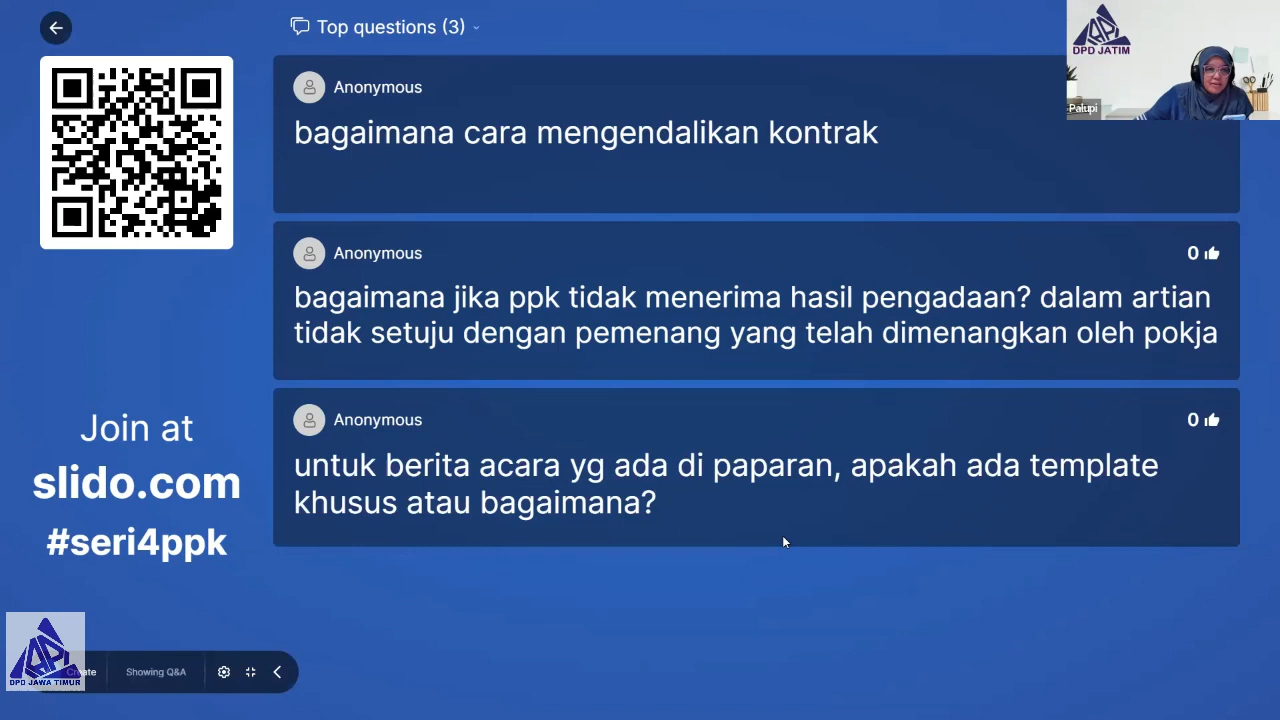 Top questions (3)
DPD JATIM
Palupi
Anonymous
bagaimana cara mengendalikan kontrak
Anonymous
0
bagaimana jika ppk tidak menerima hasil pengadaan? dalam artian
tidak setuju dengan pemenang yang telah dimenangkan oleh pokja
Anonymous
0
untuk berita acara yg ada di paparan, apakah ada template
khusus atau bagaimana?
Join at
slido.com
#seri4ppk
DPD JAWA TIMUR
Showing Q&A